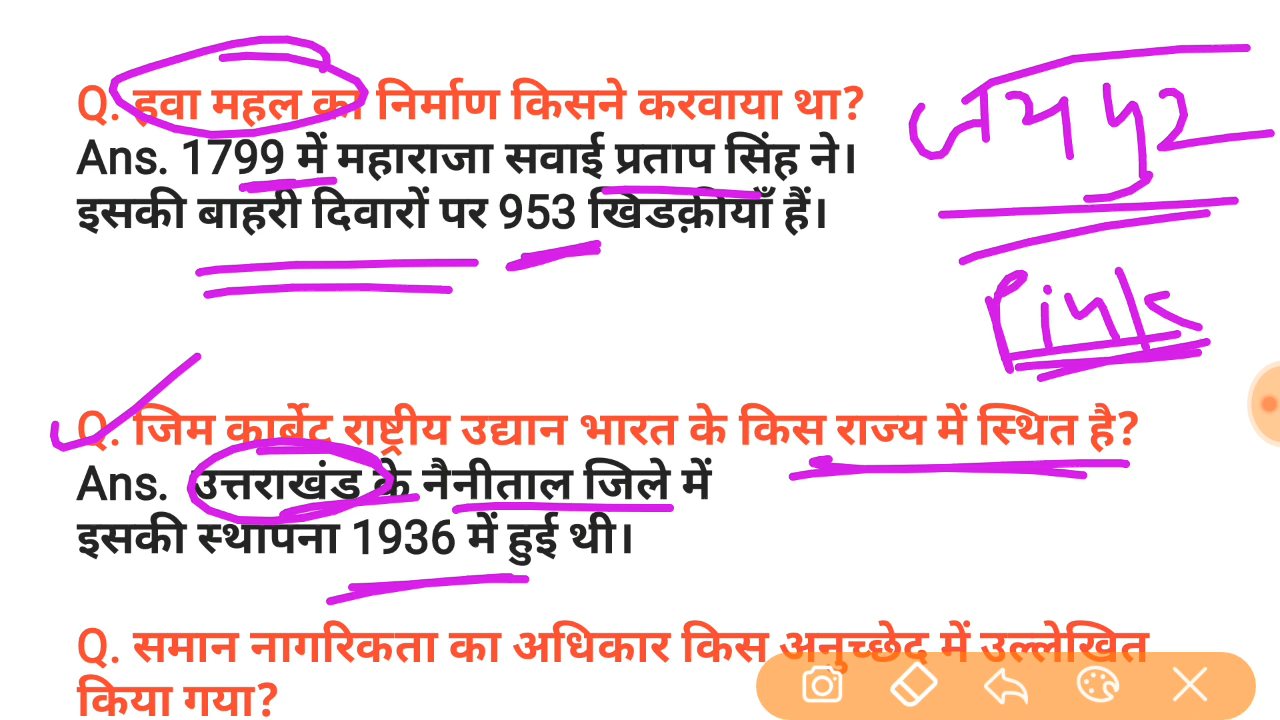 Q. हवा महल का निर्माण किसने करवाया था?
Ans. 1799 में महाराजा सवाई प्रताप सिंह ने।
इसकी बाहरी दिवारों पर 953 खिडक़ीयाँ हैं।
जयपुर
Pink
Q. जिम कार्बेट राष्ट्रीय उद्यान भारत के किस राज्य में स्थित है?
Ans. उत्तराखंड के नैनीताल जिले में
इसकी स्थापना 1936 में हुई थी।
Q. समान नागरिकता का अधिकार किस अनुच्छेद में उल्लेखित
किया गया?